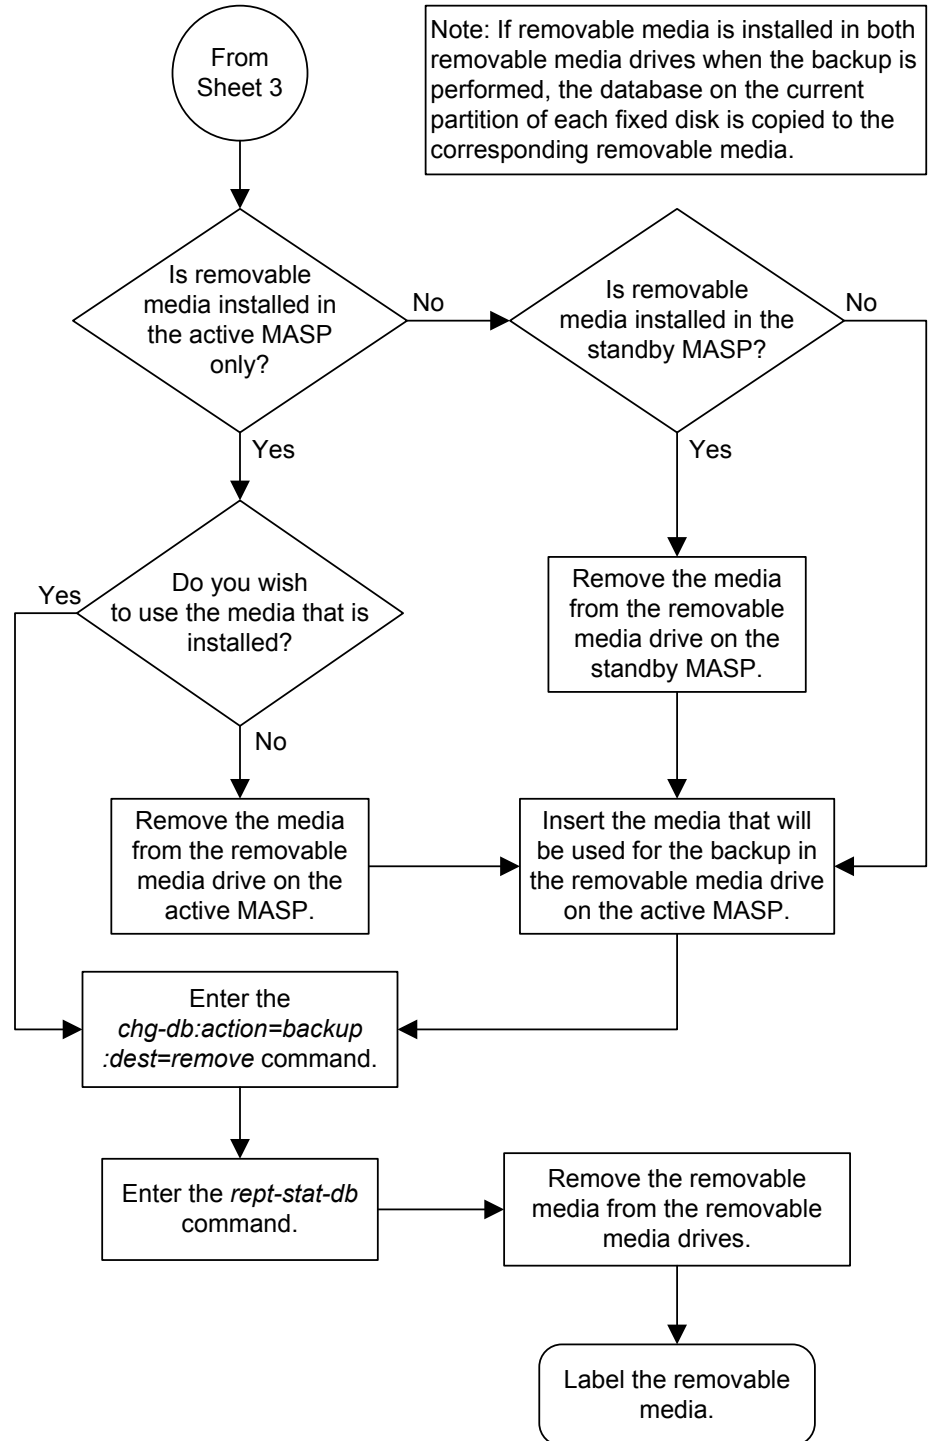 From
Sheet 3
Note: If removable media is installed in both
removable media drives when the backup is
performed, the database on the current
partition of each fixed disk is copied to the
corresponding removable media.
Is removable
media installed in
the active MASP
only?
No
Is removable
media installed in the
standby MASP?
No
Yes
Yes
Do you wish
to use the media that is
installed?
Yes
No
Remove the media
from the removable
media drive on the
standby MASP.
Remove the media
from the removable
media drive on the
active MASP.
Insert the media that will
be used for the backup in
the removable media drive
on the active MASP.
Enter the
chg-db:action=backup
:dest=remove command.
Enter the rept-stat-db
command.
Remove the removable
media from the removable
media drives.
Label the removable
media.